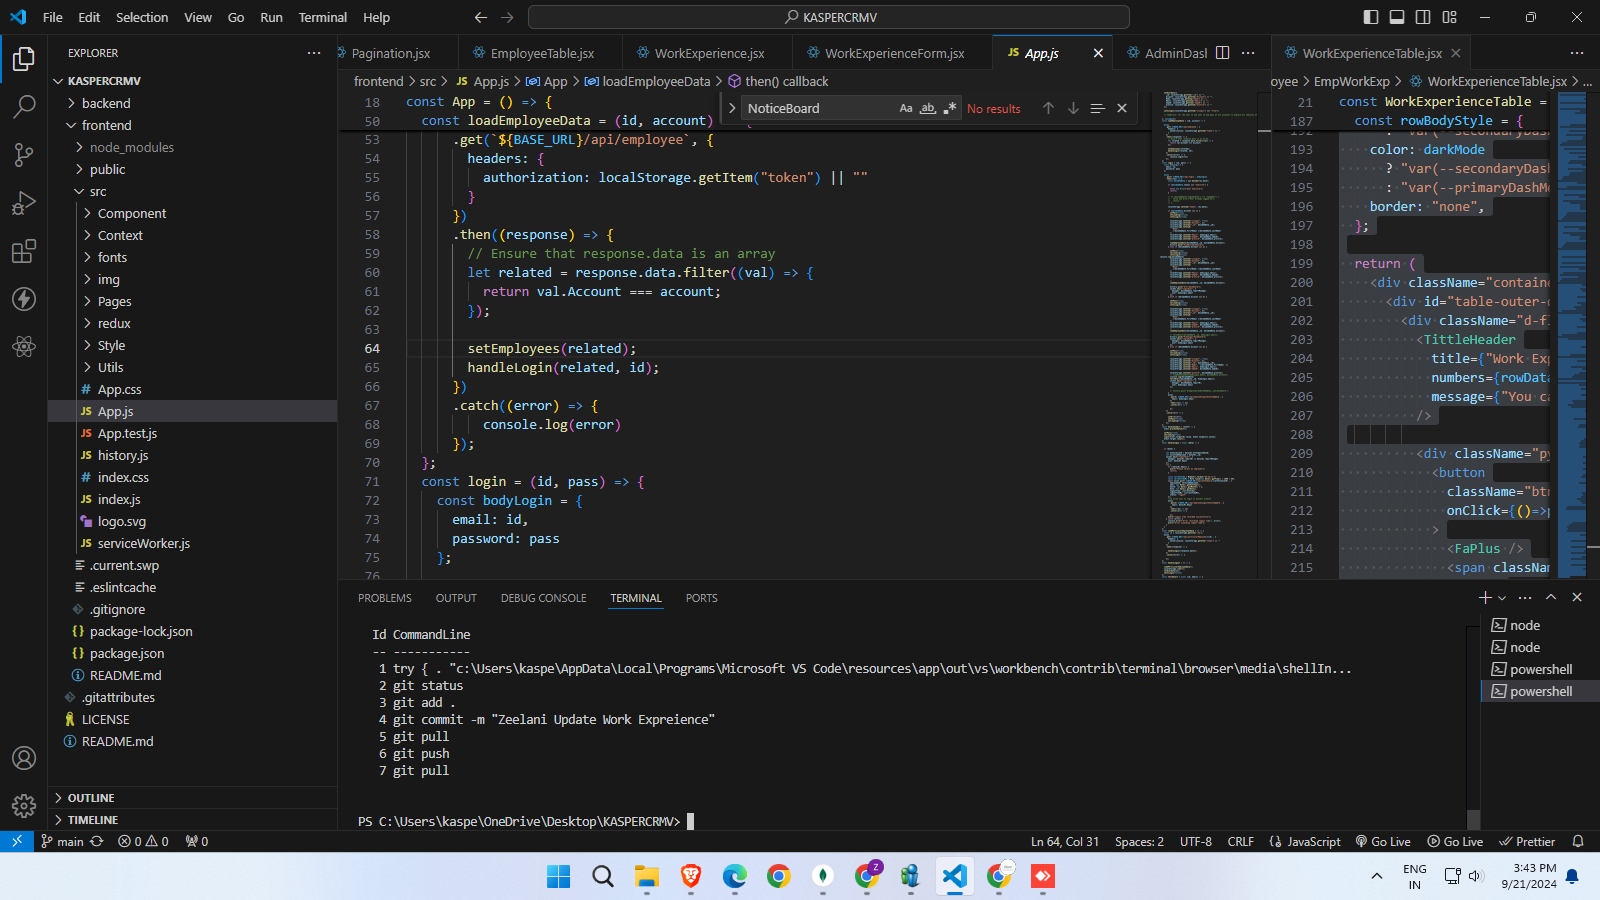 File Edit Selection View Go Run Terminal Help
KASPERCRMV
EXPLORER
KASPERCRMV
backend
frontend
node_modules
public
src
Component
Context
fonts
img
Pages
redux
Style
Utils
App.css
App.js
App.test.js
history.js
index.css
index.js
logo.svg
serviceWorker.js
.current.swp
.eslintcache
.gitignore
package-lock.json
package.json
README.md
.gitattributes
LICENSE
README.md
OUTLINE
TIMELINE
Pagination.jsx EmployeeTable.jsx WorkExperience.jsx WorkExperienceForm.jsx App.js AdminDas
frontend > src > App.js > App > loadEmployeeData > then() callback
NoticeBoard Aa ab No results
18 const App = () => {
50 const loadEmployeeData = (id, account)
53 .get(`${BASE_URL}/api/employee`, {
54 headers: {
55 authorization: localStorage.getItem("token") || ""
56 }
57 })
58 .then((response) => {
59 // Ensure that response.data is an array
60 let related = response.data.filter((val) => {
61 return val.Account === account;
62 });
63
64 setEmployees(related);
65 handleLogin(related, id);
66 })
67 .catch((error) => {
68 console.log(error)
69 });
70 };
71 const login = (id, pass) => {
72 const bodyLogin = {
73 email: id,
74 password: pass
75 };
76
WorkExperienceTable.jsx
oyee > EmpWorkExp > WorkExperienceTable.jsx > ...
21 const WorkExperienceTable =
187 const rowBodyStyle = {
192 ? "var(--secondaryDas
193 color: darkMode
194 ? "var(--secondaryDas
195 : "var(--primaryDashMe
196 border: "none",
197 };
198
199 return (
200 <div className="containe
201 <div id="table-outer-c
202 <div className="d-fl
203 <TittleHeader
204 title={"Work Exp
205 numbers={rowData
206 message={"You ca
207 />
208
209 <div className="py
210 <button
211 className="btn
212 onClick={()=>p
213 >
214 <FaPlus />
215 <span classNam
PROBLEMS OUTPUT DEBUG CONSOLE TERMINAL PORTS
Id CommandLine
-- -----------
1 try { . "c:\Users\kaspe\AppData\Local\Programs\Microsoft VS Code\resources\app\out\vs\workbench\contrib\terminal\browser\media\shellIn...
2 git status
3 git add .
4 git commit -m "Zeelani Update Work Expreience"
5 git pull
6 git push
7 git pull
PS C:\Users\kaspe\OneDrive\Desktop\KASPERCRMV>
node
node
powershell
powershell
main 0 0 0 Ln 64, Col 31 Spaces: 2 UTF-8 CRLF JavaScript Go Live Go Live Prettier
Z
ENG
IN
3:43 PM
9/21/2024